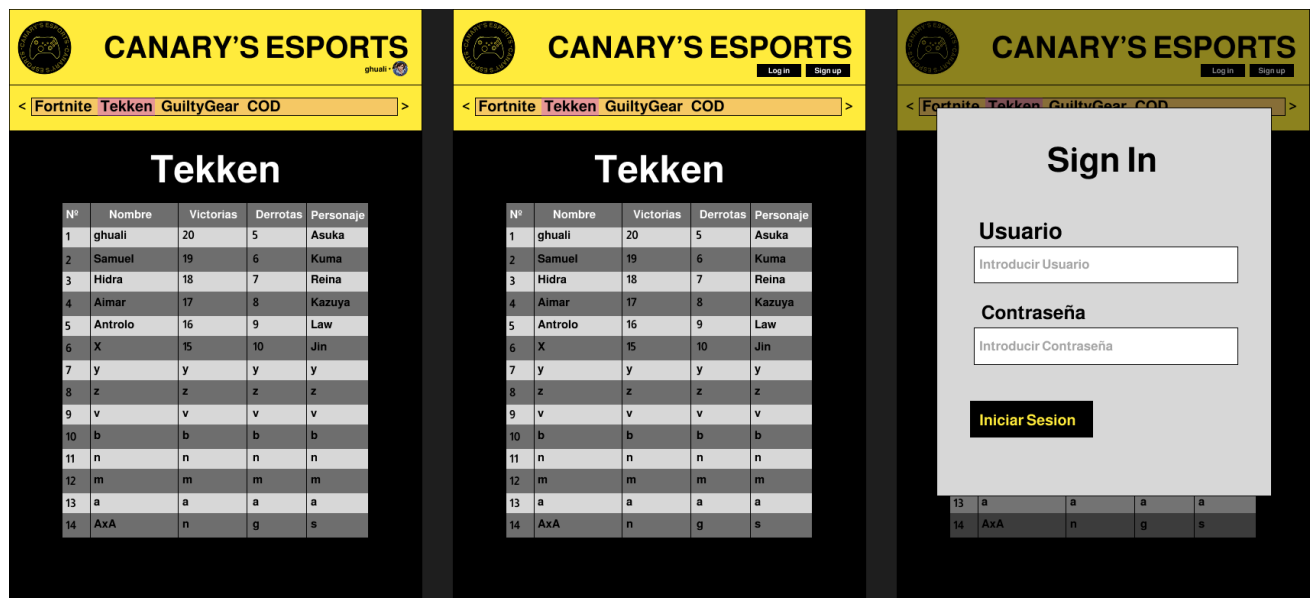 CANARY'S ESPORTS
ghuali
< Fortnite Tekken GuiltyGear COD >
Tekken
Nº Nombre Victorias Derrotas Personaje
1 ghuali 20 5 Asuka
2 Samuel 19 6 Kuma
3 Hidra 18 7 Reina
4 Aimar 17 8 Kazuya
5 Antrolo 16 9 Law
6 X 15 10 Jin
7 y y y y
8 z z z z
9 v v v v
10 b b b b
11 n n n n
12 m m m m
13 a a a a
14 AxA n g s
CANARY'S ESPORTS
Log in Sign up
< Fortnite Tekken GuiltyGear COD >
Tekken
Nº Nombre Victorias Derrotas Personaje
1 ghuali 20 5 Asuka
2 Samuel 19 6 Kuma
3 Hidra 18 7 Reina
4 Aimar 17 8 Kazuya
5 Antrolo 16 9 Law
6 X 15 10 Jin
7 y y y y
8 z z z z
9 v v v v
10 b b b b
11 n n n n
12 m m m m
13 a a a a
14 AxA n g s
CANARY'S ESPORTS
Log in Sign up
< Fortnite Tekken GuiltyGear COD >
Sign In
Usuario
Introducir Usuario
Contraseña
Introducir Contraseña
Iniciar Sesion
13 a a a a
14 AxA n g s